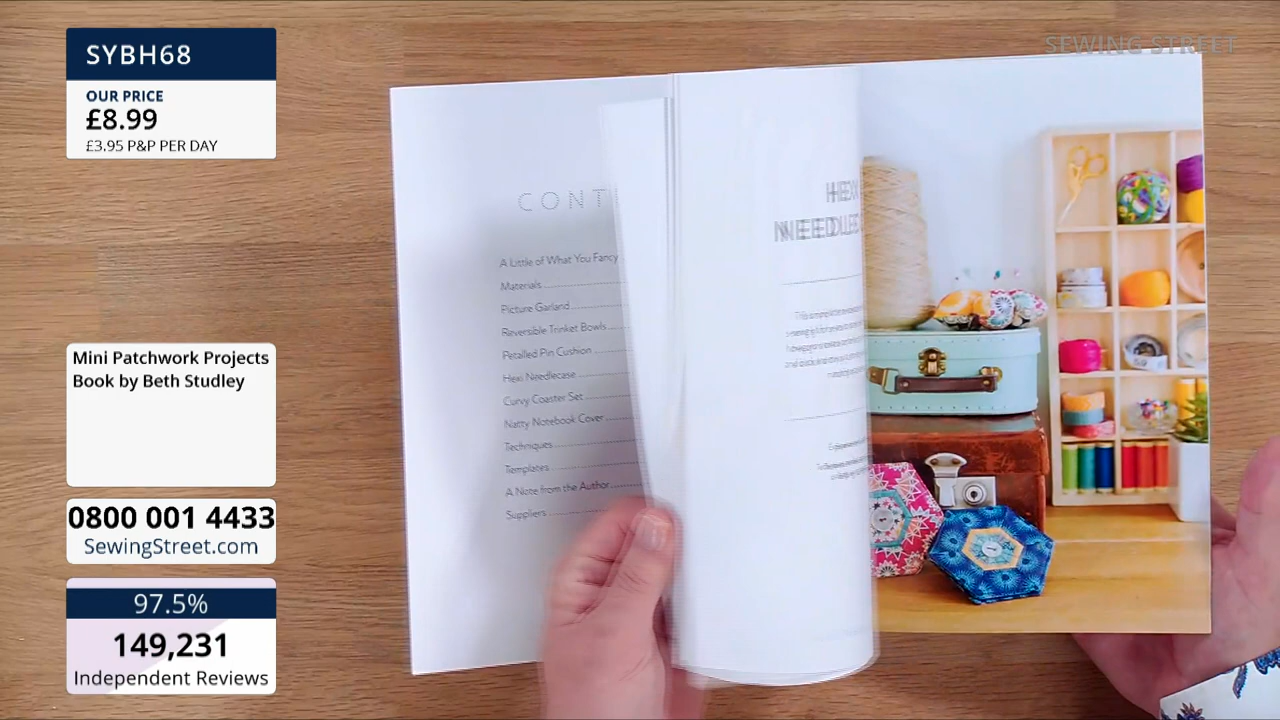 SYBH68
OUR PRICE
£8.99
£3.95 P&P PER DAY
Mini Patchwork Projects
Book by Beth Studley
0800 001 4433
SewingStreet.com
97.5%
149,231
Independent Reviews
SEWING STREET
CONT
A Little of What You Fancy
Materials
Picture Garland
Reversible Trinket Bowls
Petalled Pin Cushion
Hexi Needlecase
Curvy Coaster Set
Natty Notebook Cover
Techniques
Templates
A Note from the Author
Suppliers
HEX
NEEDLE